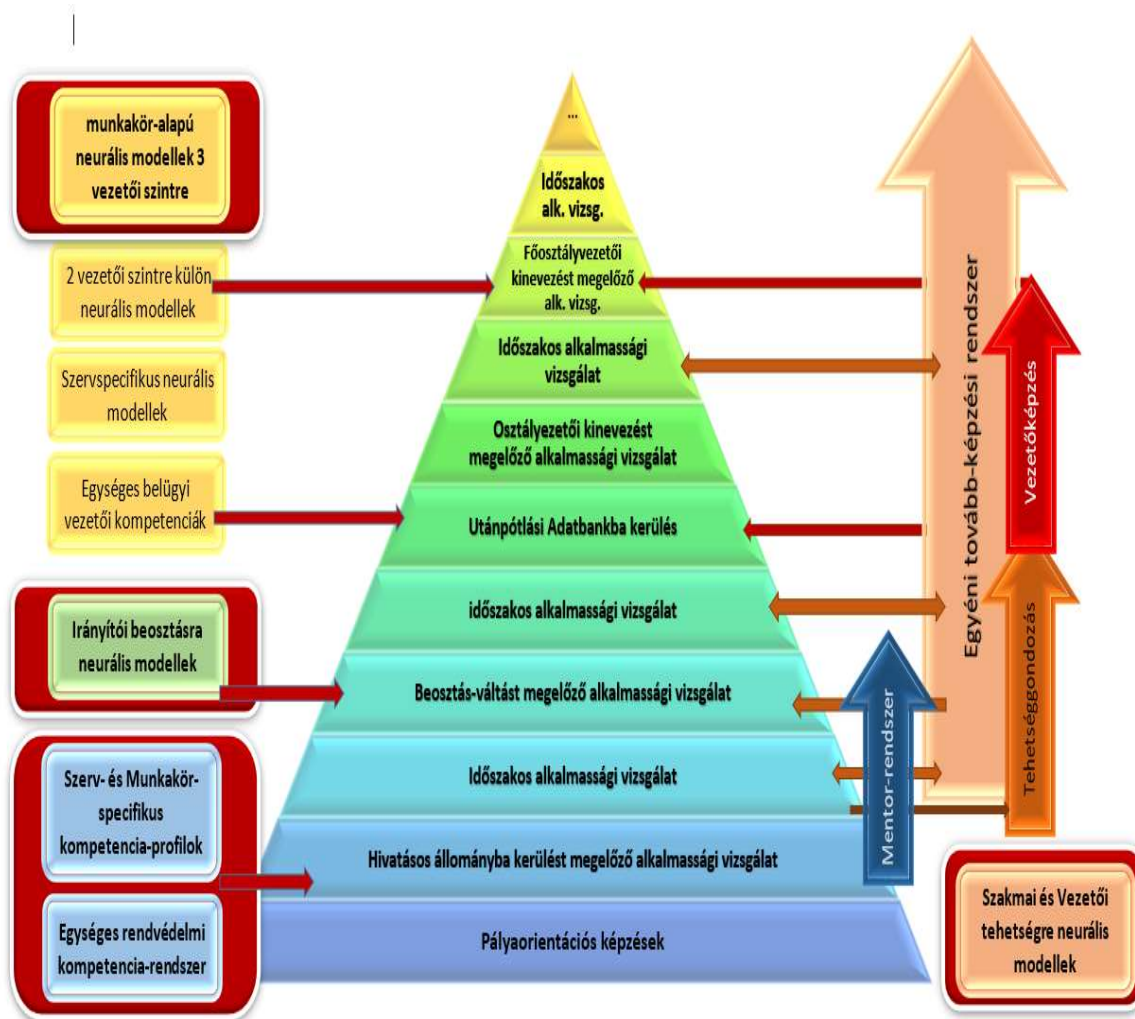 munkakör-alapú
neurális modellek 3
vezetői szintre
2 vezetői szintre külön
neurális modellek
Szervspecifikus neurális
modellek
Egységes belügyi
vezetői kompetenciák
Irányítói beosztásra
neurális modellek
Szerv- és Munkakör-
specifikus
kompetencia-profilok
Egységes rendvédelmi
kompetencia-rendszer
...
Időszakos
alk. vizsg.
Főosztályvezetői
kinevezést megelőző
alk. vizsg.
Időszakos alkalmassági
vizsgálat
Osztályezetői kinevezést
megelőző alkalmassági vizsgálat
Utánpótlási Adatbankba kerülés
időszakos alkalmassági vizsgálat
Beosztás-váltást megelőző alkalmassági vizsgálat
Időszakos alkalmassági vizsgálat
Hivatásos állományba kerülést megelőző alkalmassági vizsgálat
Pályaorientációs képzések
Mentor-rendszer
Egyéni tovább-képzési rendszer
Vezetőképzés
Tehetséggondozás
Szakmai és Vezetői
tehetségre neurális
modellek